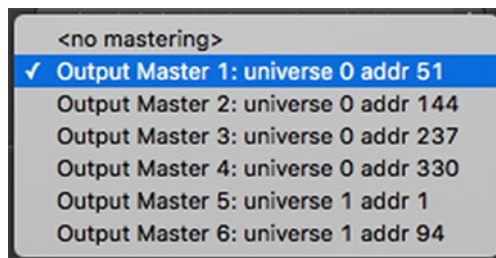 <no mastering>
✓ Output Master 1: universe 0 addr 51
Output Master 2: universe 0 addr 144
Output Master 3: universe 0 addr 237
Output Master 4: universe 0 addr 330
Output Master 5: universe 1 addr 1
Output Master 6: universe 1 addr 94